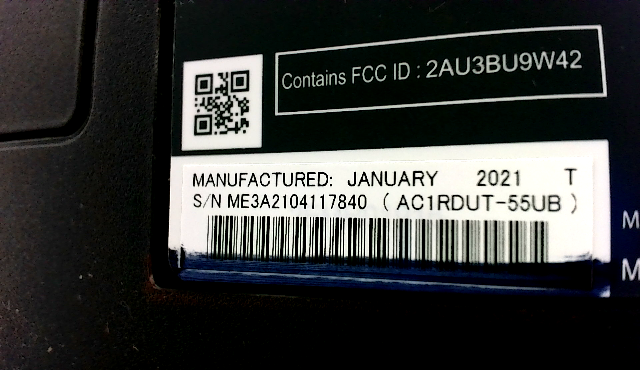 Contains FCC ID : 2AU3BU9W42
MANUFACTURED: JANUARY 2021 T
S/N ME3A2104117840 ( AC1RDUT-55UB )
M
M